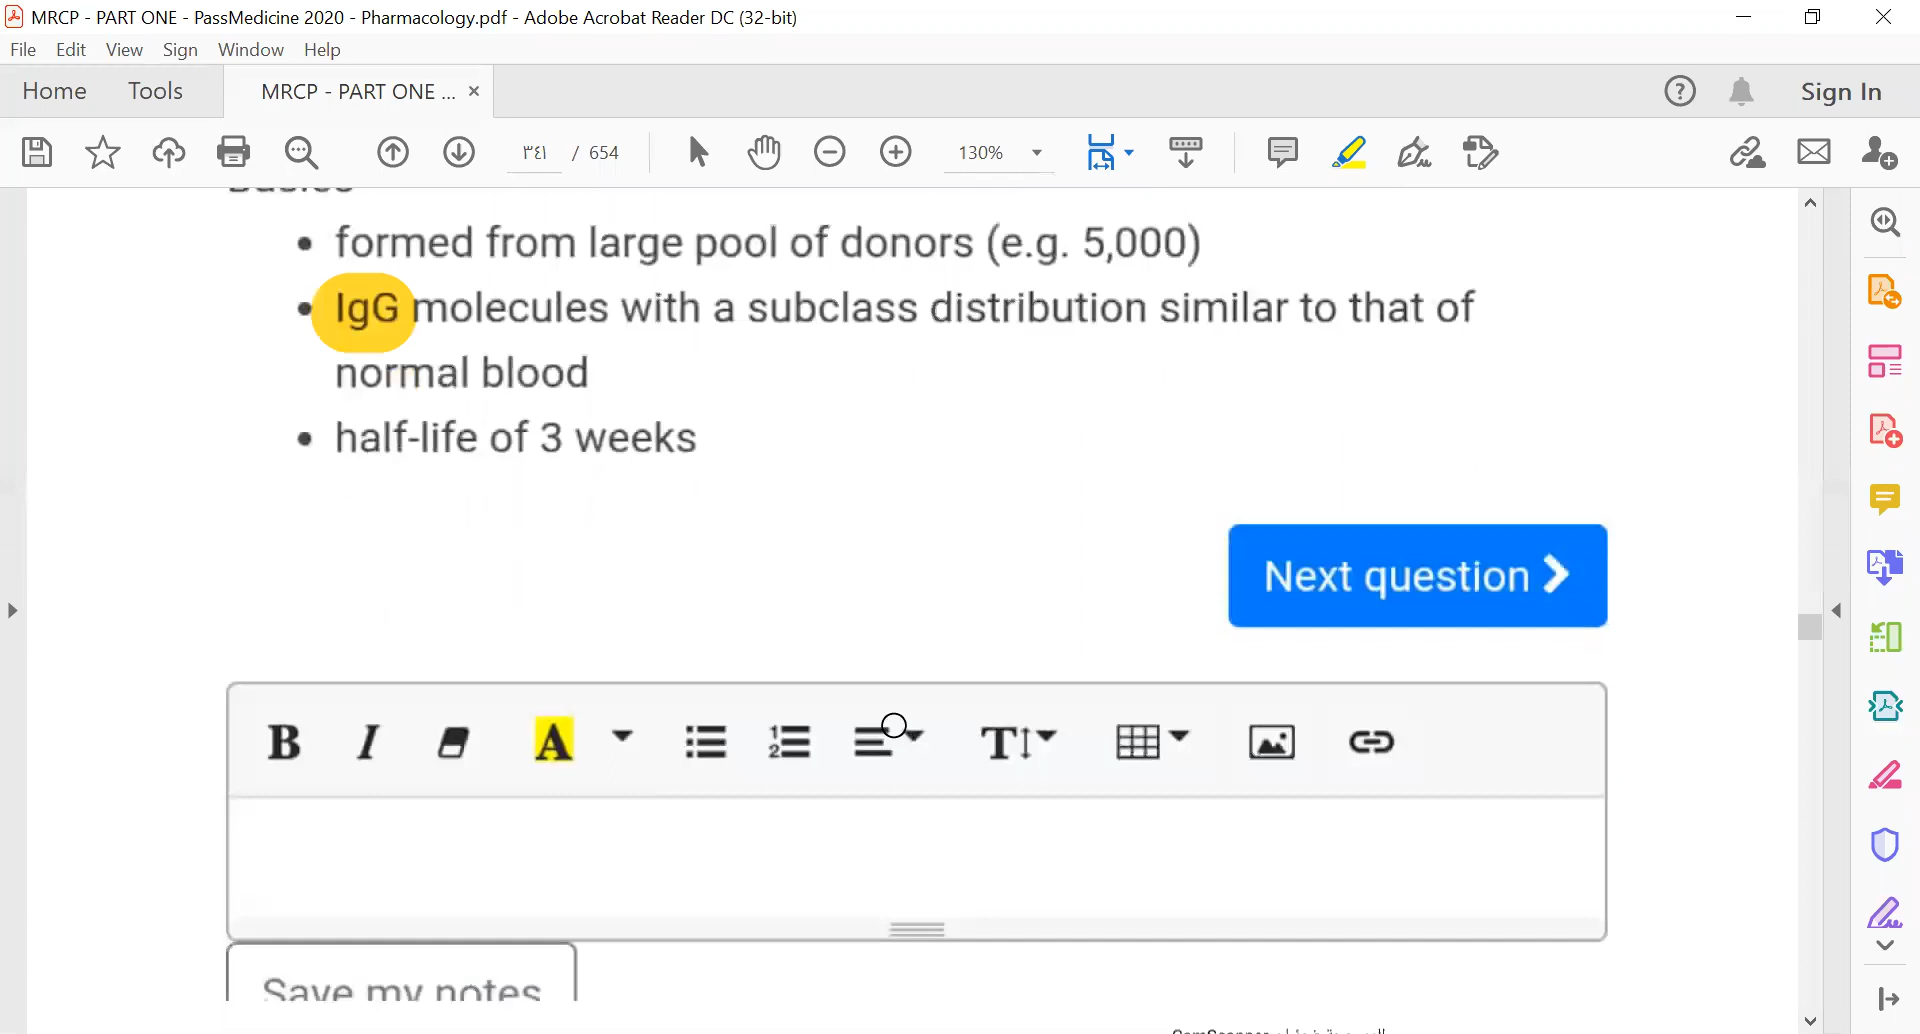 MRCP - PART ONE - PassMedicine 2020 - Pharmacology.pdf - Adobe Acrobat Reader DC (32-bit)
File Edit View Sign Window Help
Home Tools MRCP - PART ONE ... × Sign In
٣٤١ / 654 130%
Basics
• formed from large pool of donors (e.g. 5,000)
• IgG molecules with a subclass distribution similar to that of
normal blood
• half-life of 3 weeks
Next question
B I A T
Save my notes
CamScanner